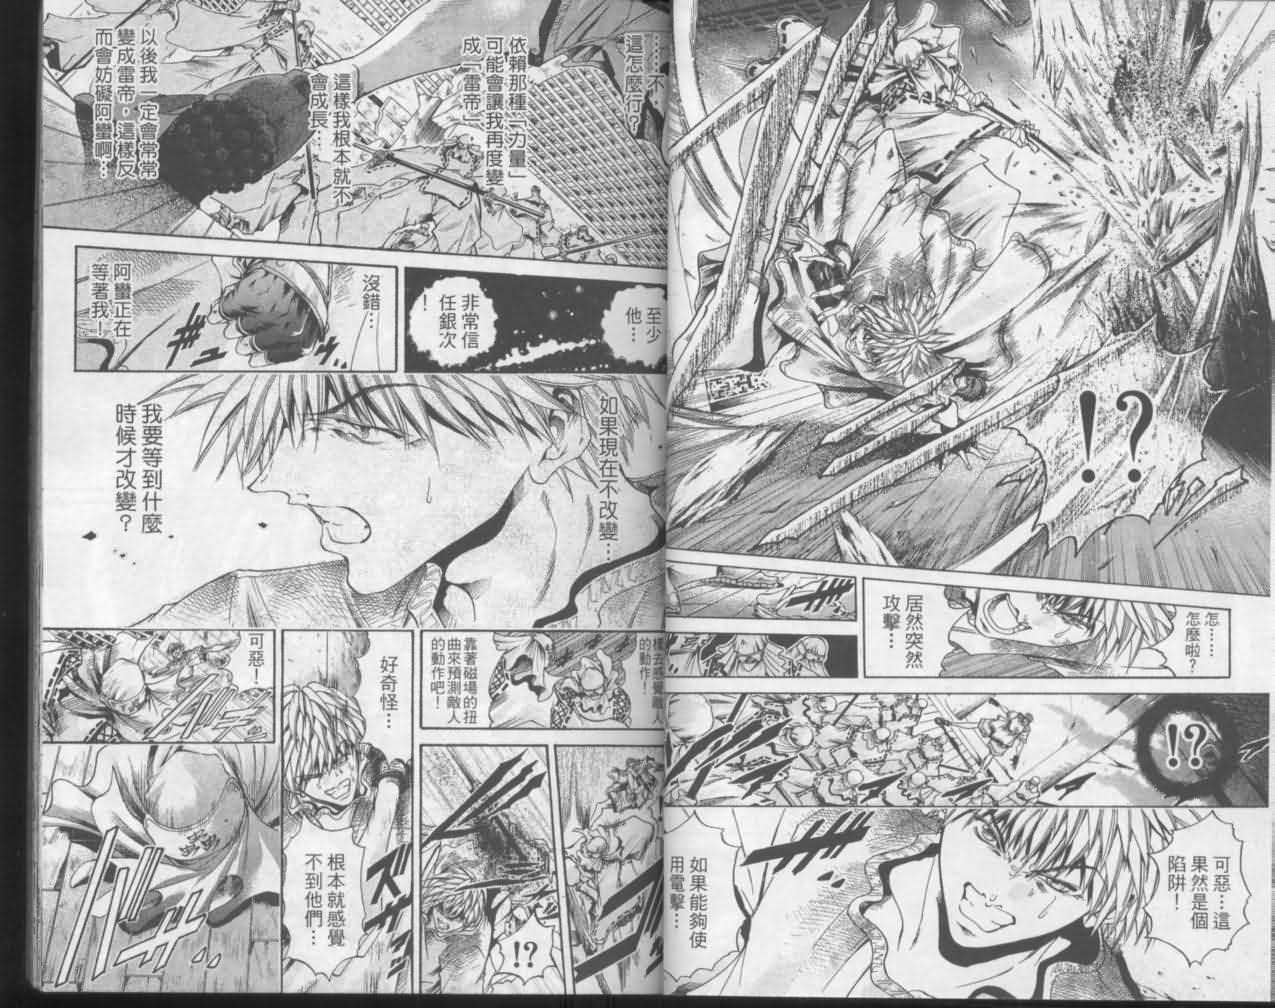 ！？
怎……
怎麼啦？
居然突然
攻擊…
！？
可惡…這
果然是個
陷阱！
如果能夠使
用電擊…
……不
這怎麼行？
依賴那種「力量」
可能會讓我再度變
成「雷帝」
這樣我根本就不
會成長…
以後我一定會常常
變成雷帝，這樣反
而會妨礙阿蠻啊…
至少
他…
非常信
任銀次
！
沒錯…
阿蠻正在
等著我！
如果現在不改變…
我要等到什麼
時候才改變？
樣去感覺敵人
的動作！
靠著磁場的扭
曲來預測敵人
的動作吧！
！？
好奇怪…
根本就感覺
不到他們…
可惡！